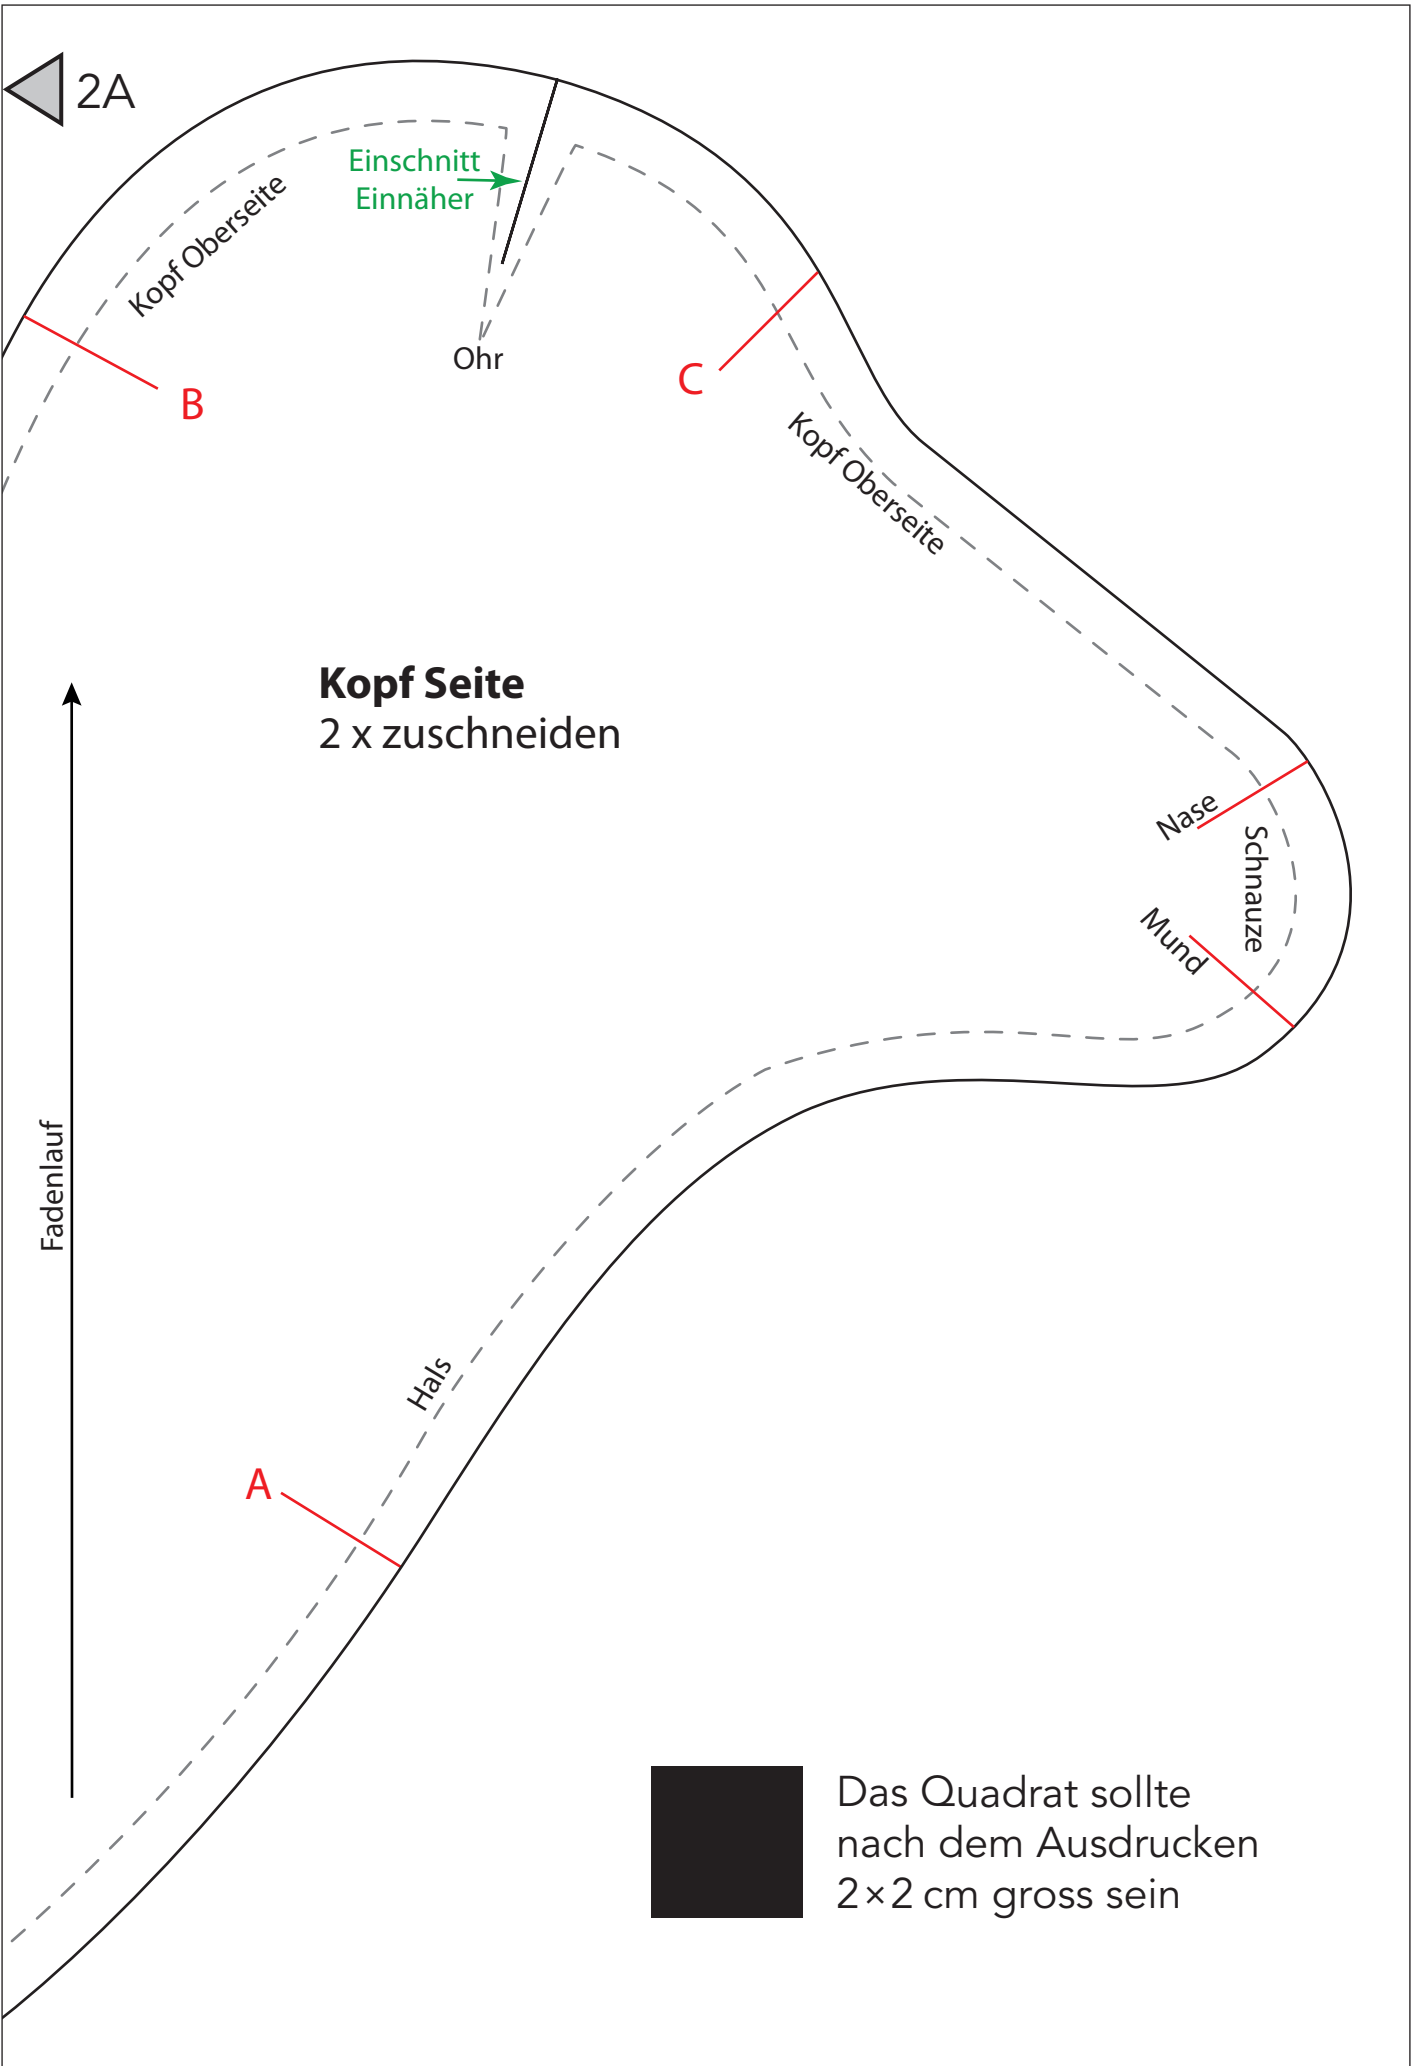 2A
Einschnitt
Einnäher
Kopf Oberseite
Ohr
B
C
Kopf Oberseite
Kopf Seite
2 x zuschneiden
Nase
Schnauze
Mund
Fadenlauf
Hals
A
Das Quadrat sollte
nach dem Ausdrucken
2×2 cm gross sein